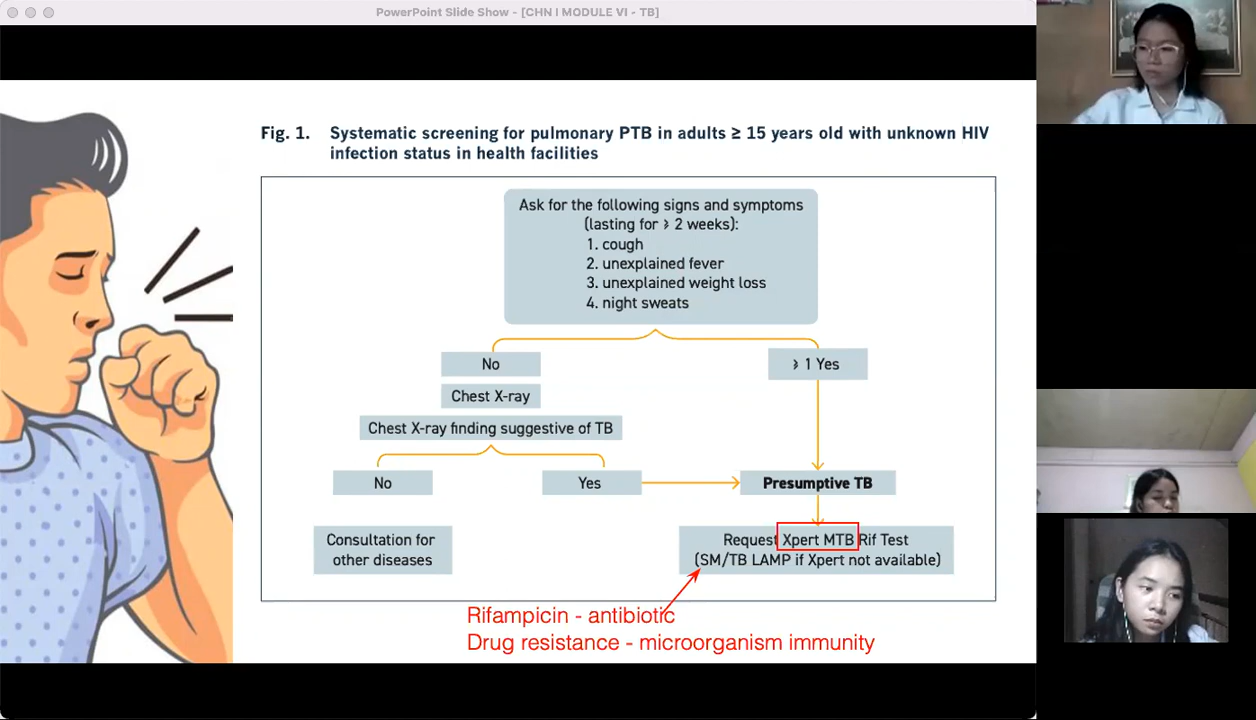 PowerPoint Slide Show - [CHN I MODULE VI - TB]
Fig. 1. Systematic screening for pulmonary PTB in adults ≥ 15 years old with unknown HIV
infection status in health facilities
Ask for the following signs and symptoms
(lasting for ≥ 2 weeks):
1. cough
2. unexplained fever
3. unexplained weight loss
4. night sweats
No
≥ 1 Yes
Chest X-ray
Chest X-ray finding suggestive of TB
No
Yes
Presumptive TB
Consultation for
other diseases
Request Xpert MTB Rif Test
(SM/TB LAMP if Xpert not available)
Rifampicin - antibiotic
Drug resistance - microorganism immunity